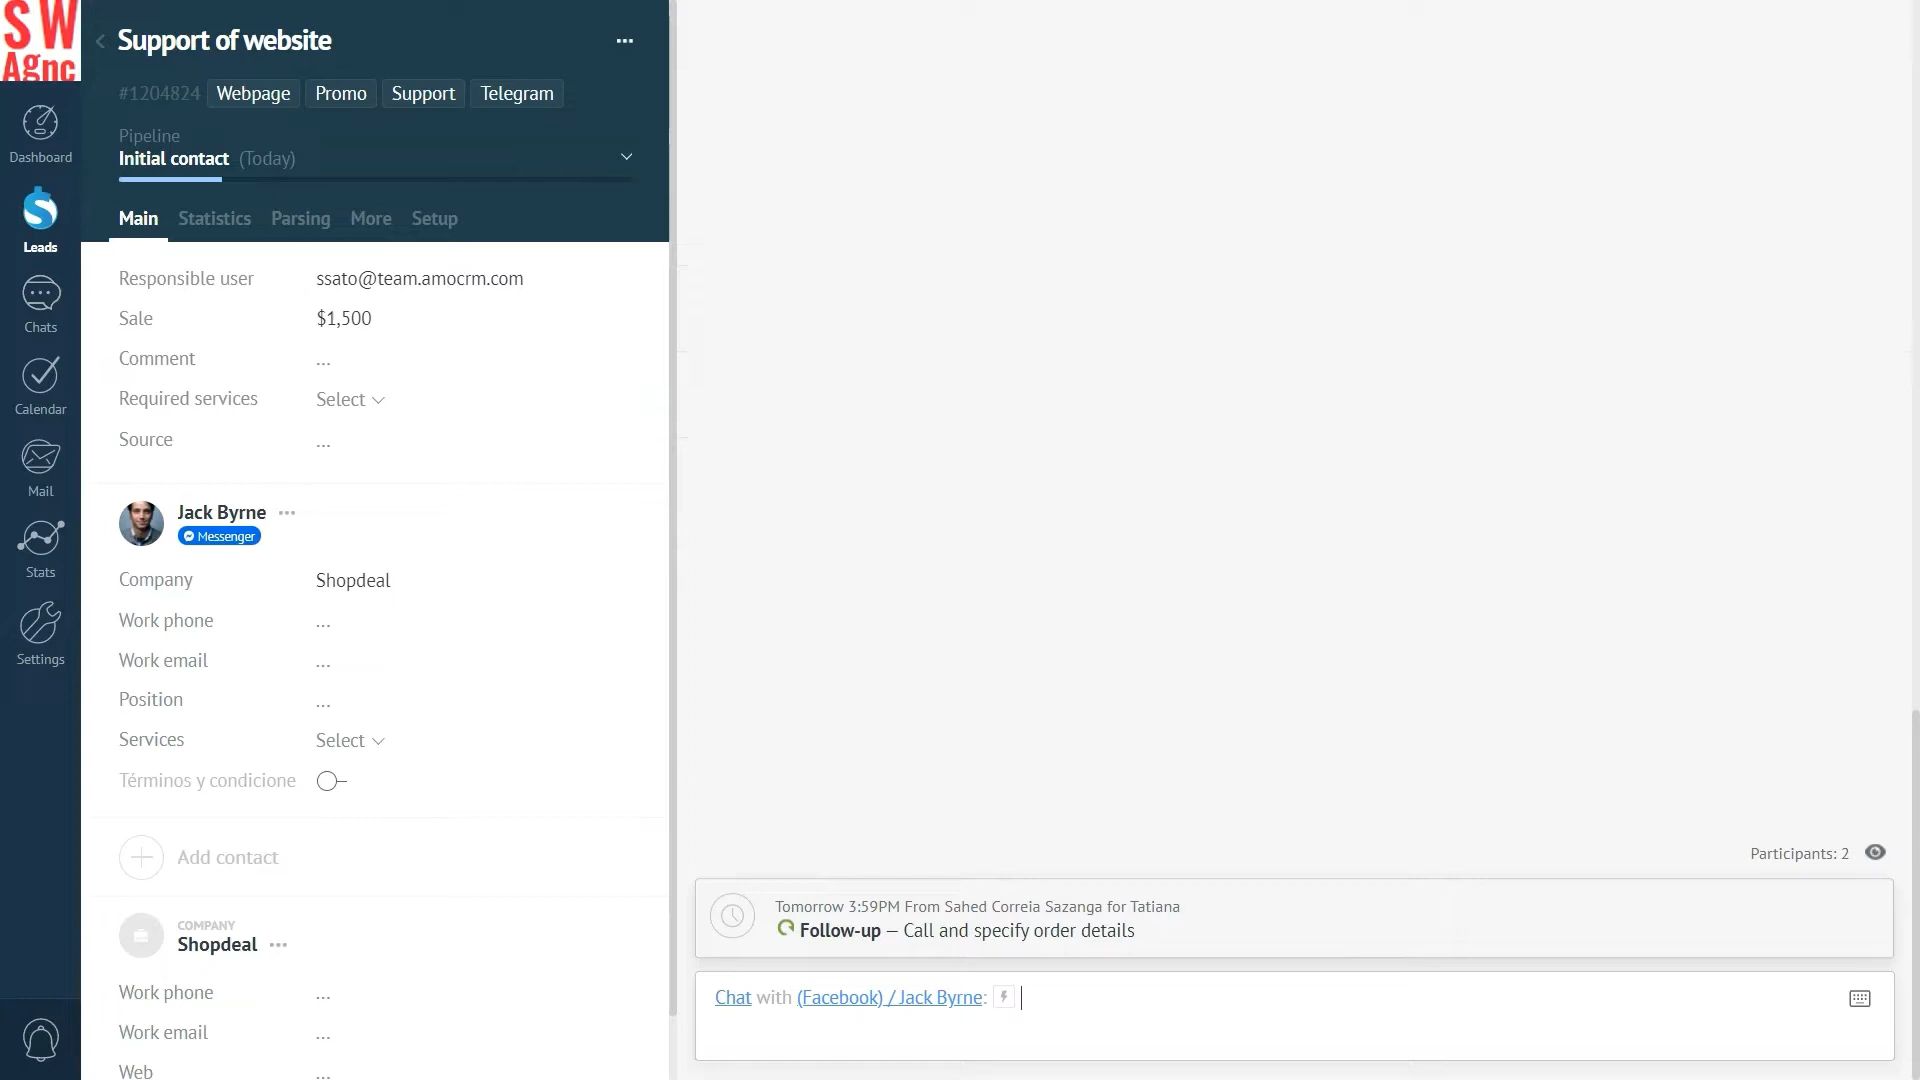 SW
Agnc
Support of website
#1204824 Webpage Promo Support Telegram
Pipeline
Initial contact (Today)
Main Statistics Parsing More Setup
Dashboard
Leads
Chats
Calendar
Mail
Stats
Settings
Responsible user ssato@team.amocrm.com
Sale $1,500
Comment ...
Required services Select
Source ...
Jack Byrne
Messenger
Company Shopdeal
Work phone ...
Work email ...
Position ...
Services Select
Términos y condicione
Add contact
COMPANY
Shopdeal
Work phone ...
Work email ...
Web ...
Participants: 2
Tomorrow 3:59PM From Sahed Correia Sazanga for Tatiana
Follow-up — Call and specify order details
Chat with (Facebook) / Jack Byrne: